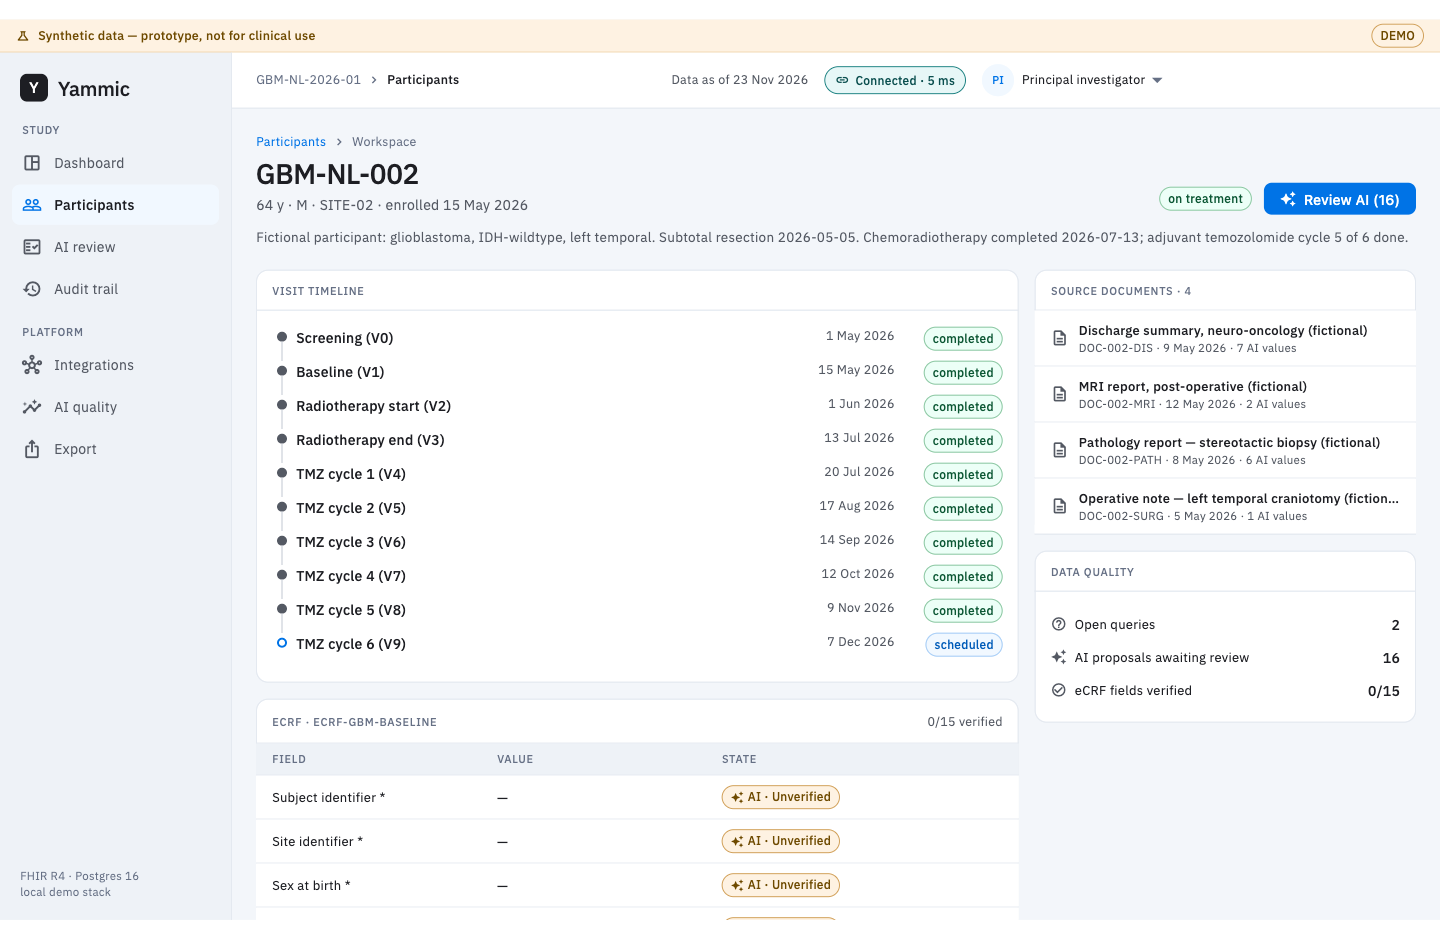 Synthetic data — prototype, not for clinical use
DEMO
Y Yammic
STUDY
Dashboard
Participants
AI review
Audit trail
PLATFORM
Integrations
AI quality
Export
FHIR R4 · Postgres 16
local demo stack
GBM-NL-2026-01 > Participants
Data as of 23 Nov 2026
Connected · 5 ms
PI Principal investigator
Participants > Workspace
GBM-NL-002
64 y · M · SITE-02 · enrolled 15 May 2026
on treatment
Review AI (16)
Fictional participant: glioblastoma, IDH-wildtype, left temporal. Subtotal resection 2026-05-05. Chemoradiotherapy completed 2026-07-13; adjuvant temozolomide cycle 5 of 6 done.
VISIT TIMELINE
Screening (V0) 1 May 2026 completed
Baseline (V1) 15 May 2026 completed
Radiotherapy start (V2) 1 Jun 2026 completed
Radiotherapy end (V3) 13 Jul 2026 completed
TMZ cycle 1 (V4) 20 Jul 2026 completed
TMZ cycle 2 (V5) 17 Aug 2026 completed
TMZ cycle 3 (V6) 14 Sep 2026 completed
TMZ cycle 4 (V7) 12 Oct 2026 completed
TMZ cycle 5 (V8) 9 Nov 2026 completed
TMZ cycle 6 (V9) 7 Dec 2026 scheduled
ECRF · ECRF-GBM-BASELINE 0/15 verified
FIELD VALUE STATE
Subject identifier * — AI · Unverified
Site identifier * — AI · Unverified
Sex at birth * — AI · Unverified
SOURCE DOCUMENTS · 4
Discharge summary, neuro-oncology (fictional)
DOC-002-DIS · 9 May 2026 · 7 AI values
MRI report, post-operative (fictional)
DOC-002-MRI · 12 May 2026 · 2 AI values
Pathology report — stereotactic biopsy (fictional)
DOC-002-PATH · 8 May 2026 · 6 AI values
Operative note — left temporal craniotomy (fiction...
DOC-002-SURG · 5 May 2026 · 1 AI values
DATA QUALITY
Open queries 2
AI proposals awaiting review 16
eCRF fields verified 0/15